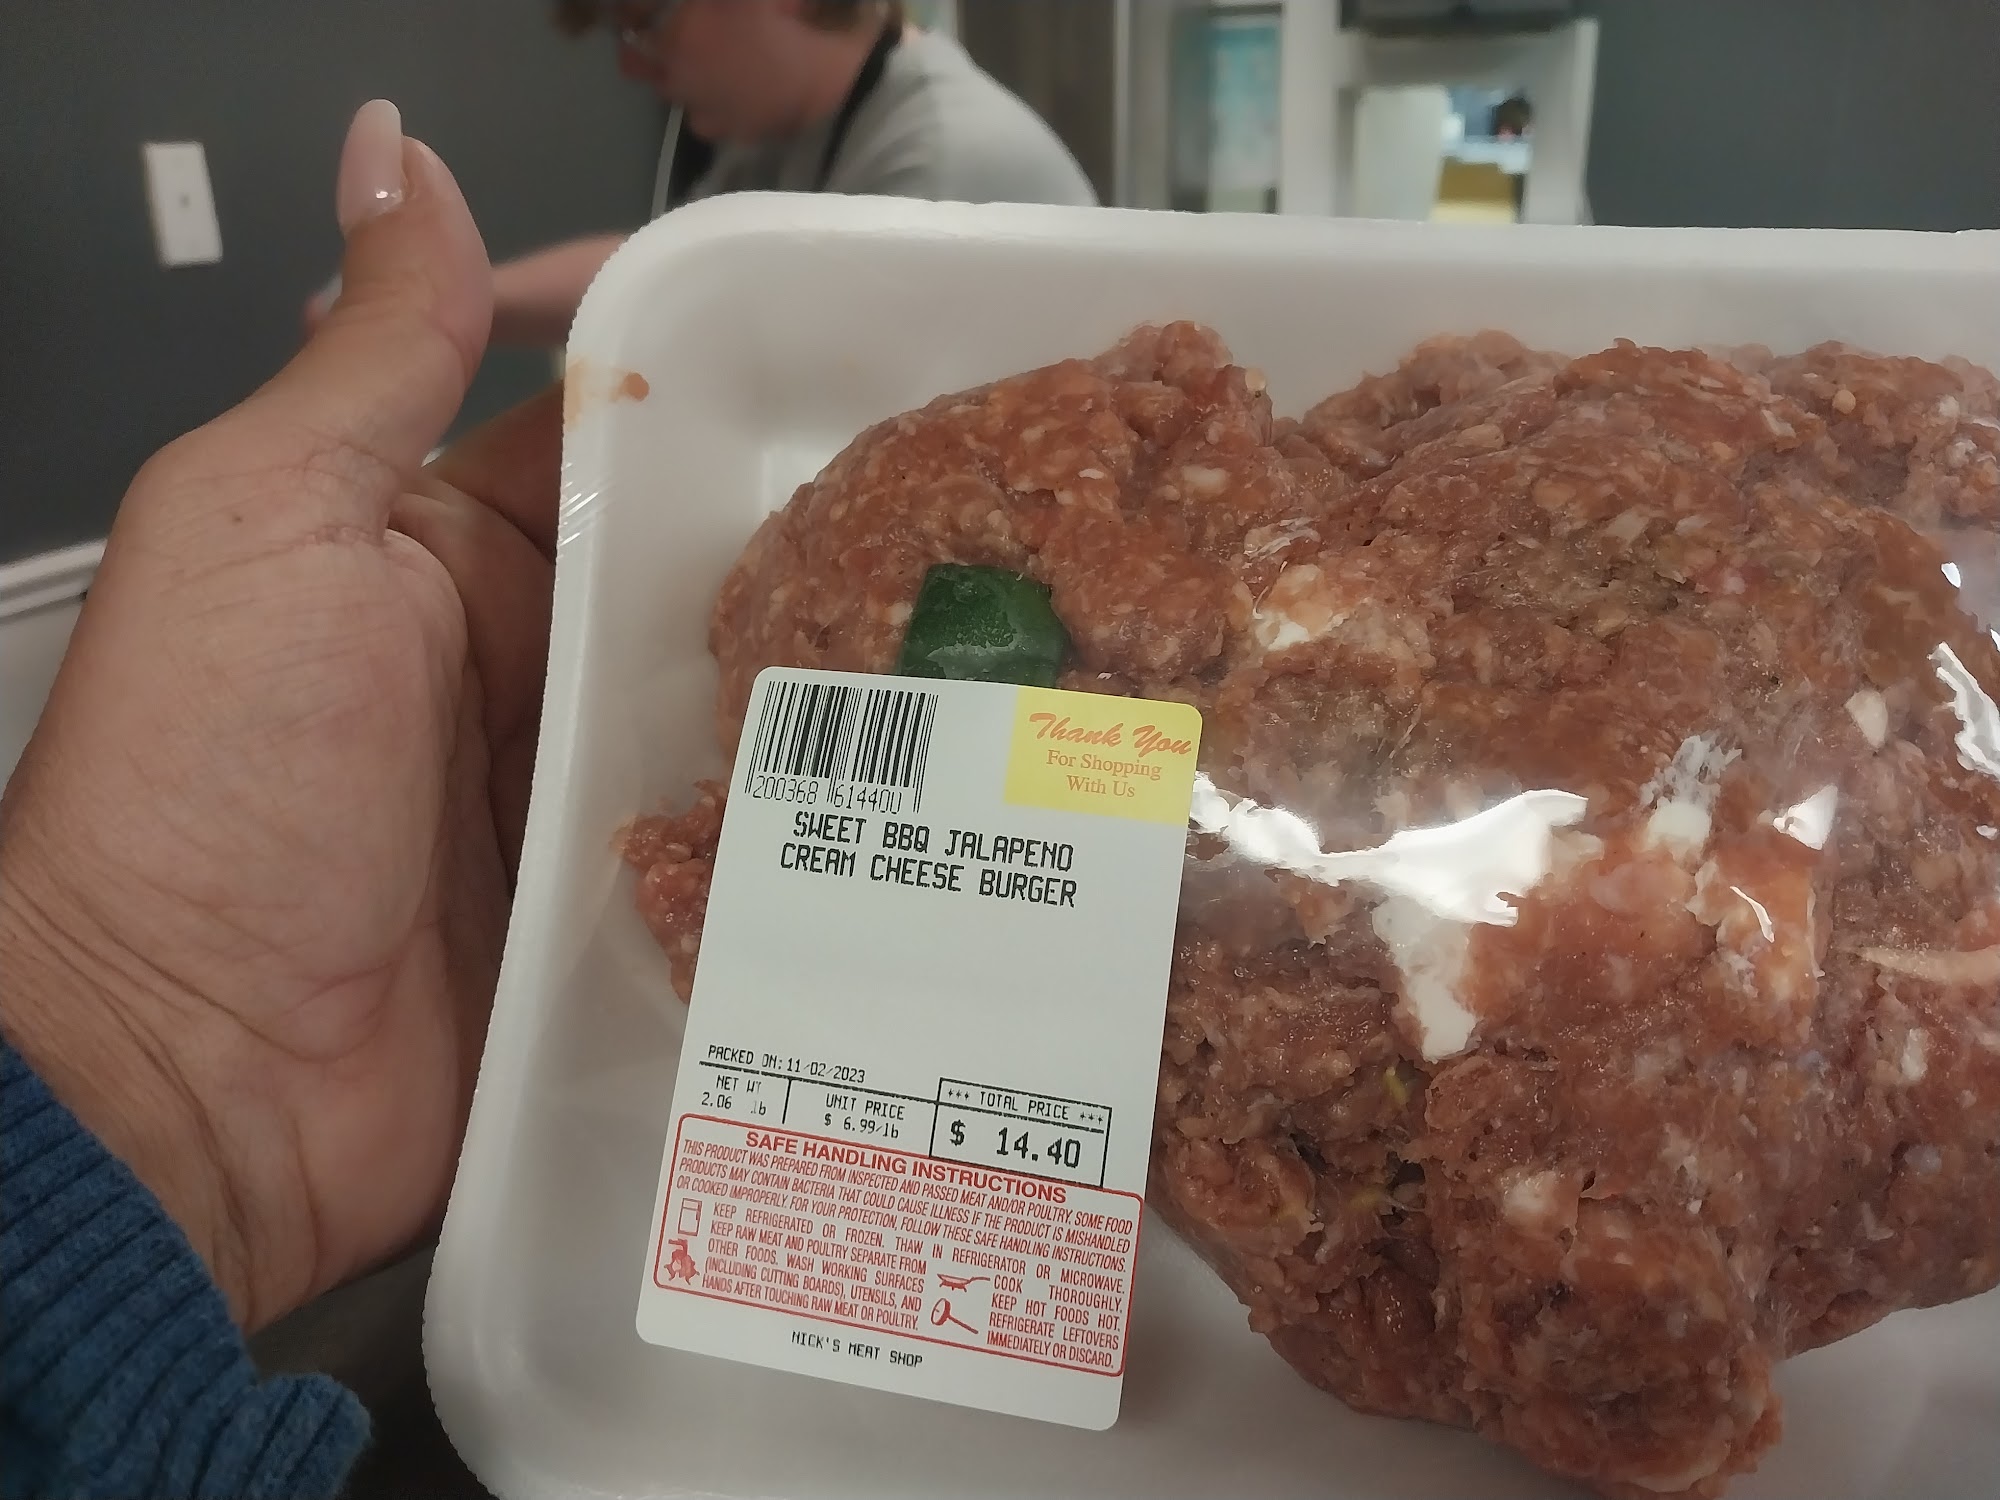 200368 614400
Thank You
For Shopping
With Us
SWEET BBQ JALAPENO
CREAM CHEESE BURGER
PACKED ON: 11/02/2023
NET WT
2.06 lb
UNIT PRICE
$ 6.99/lb
*** TOTAL PRICE ***
$ 14.40
SAFE HANDLING INSTRUCTIONS
THIS PRODUCT WAS PREPARED FROM INSPECTED AND PASSED MEAT AND/OR POULTRY. SOME FOOD
PRODUCTS MAY CONTAIN BACTERIA THAT COULD CAUSE ILLNESS IF THE PRODUCT IS MISHANDLED
OR COOKED IMPROPERLY. FOR YOUR PROTECTION, FOLLOW THESE SAFE HANDLING INSTRUCTIONS.
KEEP REFRIGERATED OR FROZEN. THAW IN REFRIGERATOR OR MICROWAVE.
KEEP RAW MEAT AND POULTRY SEPARATE FROM
OTHER FOODS. WASH WORKING SURFACES
(INCLUDING CUTTING BOARDS), UTENSILS, AND
HANDS AFTER TOUCHING RAW MEAT OR POULTRY.
COOK THOROUGHLY.
KEEP HOT FOODS HOT.
REFRIGERATE LEFTOVERS
IMMEDIATELY OR DISCARD.
NICK'S MEAT SHOP